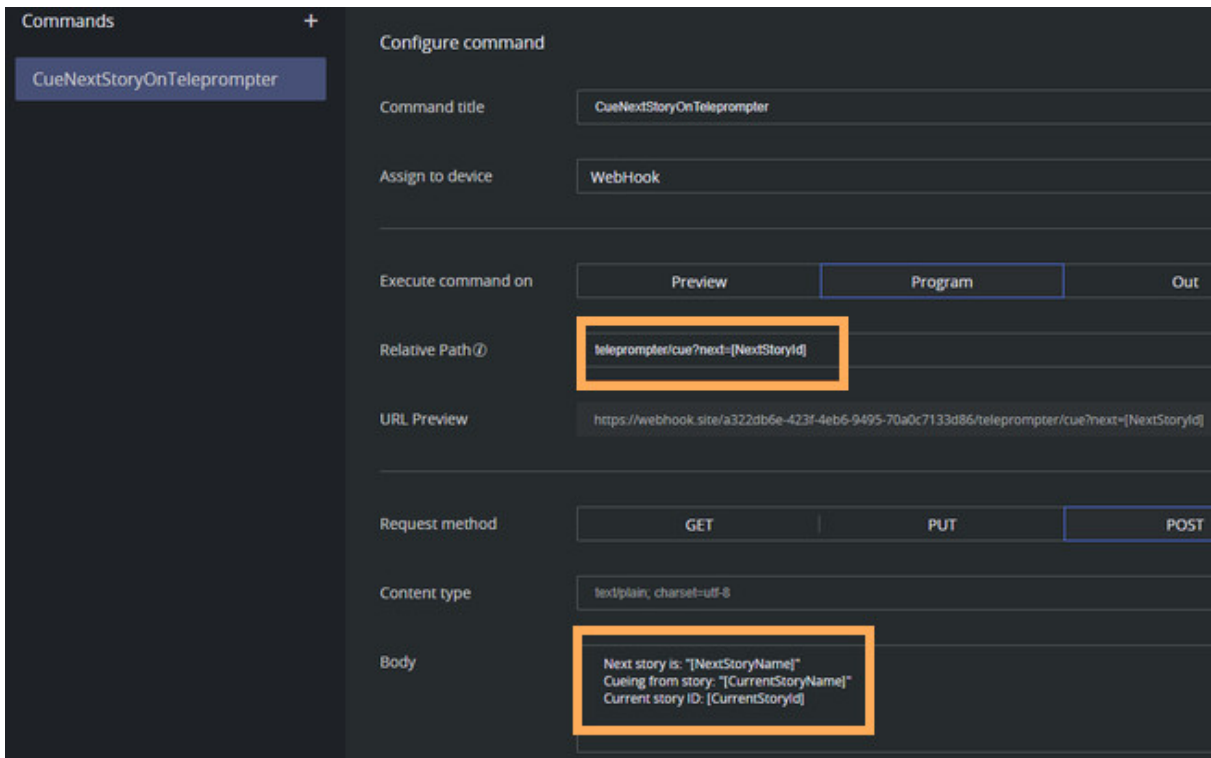 Commands +
CueNextStoryOnTeleprompter
Configure command
Command title
CueNextStoryOnTeleprompter
Assign to device
WebHook
Execute command on
Preview
Program
Out
Relative Path
teleprompter/cue?next=[NextStoryId]
URL Preview
https://webhook.site/a322db6e-423f-4eb6-9495-70a0c7133d86/teleprompter/cue?next=[NextStoryId]
Request method
GET
PUT
POST
Content type
text/plain; charset=utf-8
Body
Next story is: "[NextStoryName]"
Cueing from story: "[CurrentStoryName]"
Current story ID: [CurrentStoryId]